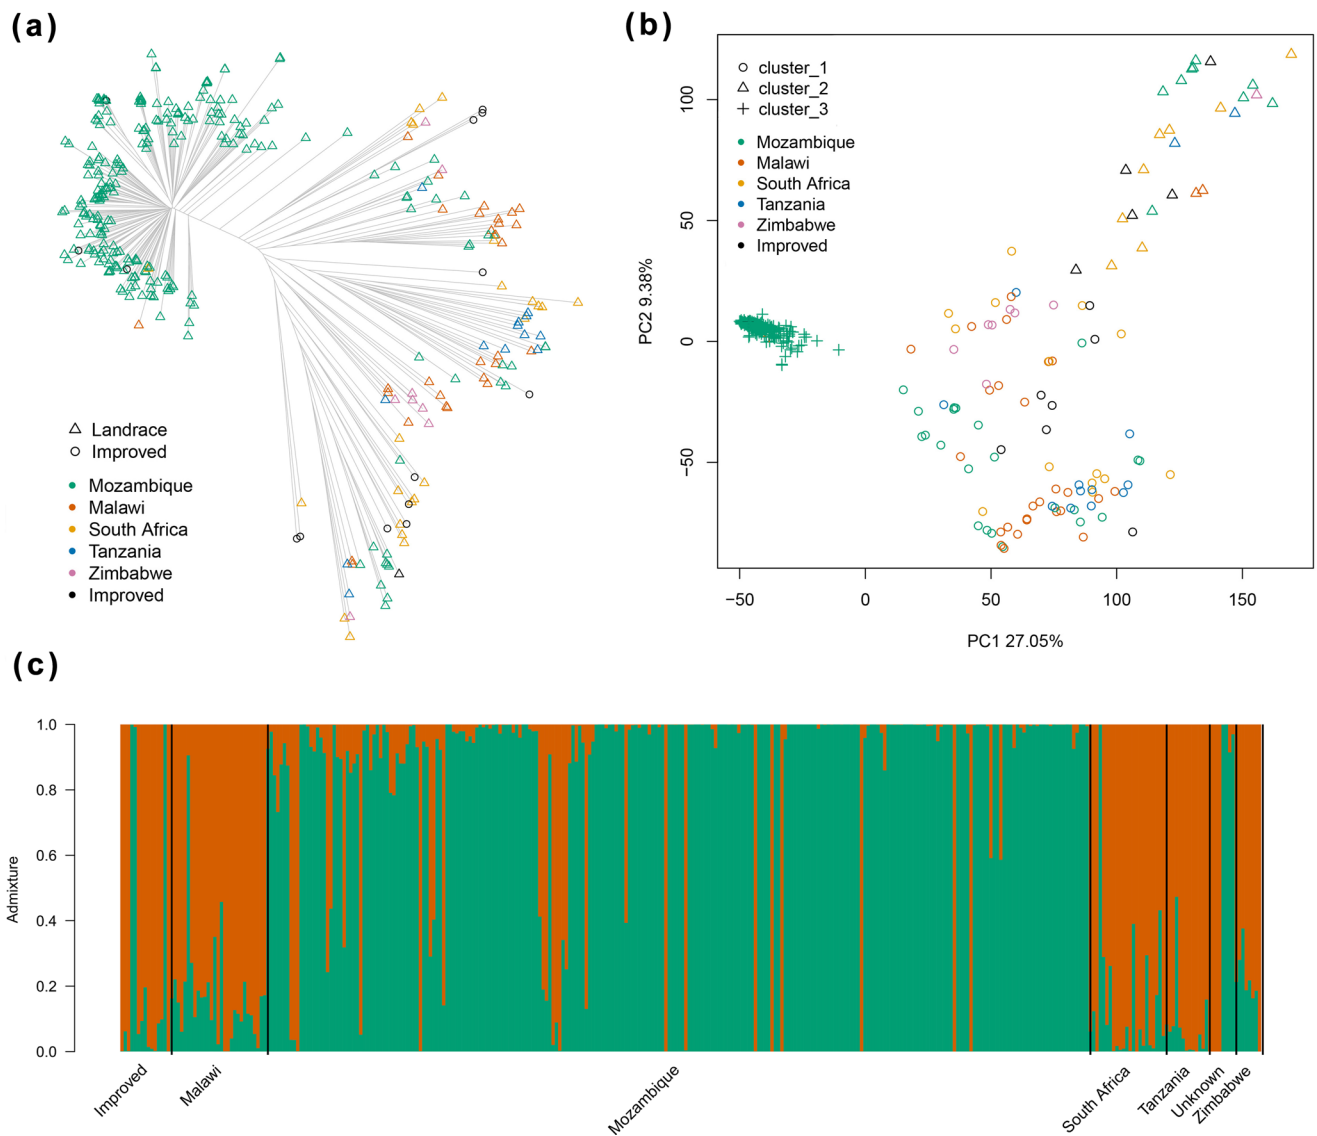 (a)
Landrace
Improved
Mozambique
Malawi
South Africa
Tanzania
Zimbabwe
Improved
(b)
cluster_1
cluster_2
cluster_3
Mozambique
Malawi
South Africa
Tanzania
Zimbabwe
Improved
PC2 9.38%
100
50
0
−50
−50 0 50 100 150
PC1 27.05%
(c)
Admixture
1.0
0.8
0.6
0.4
0.2
0.0
Improved Malawi Mozambique South Africa Tanzania Unknown Zimbabwe